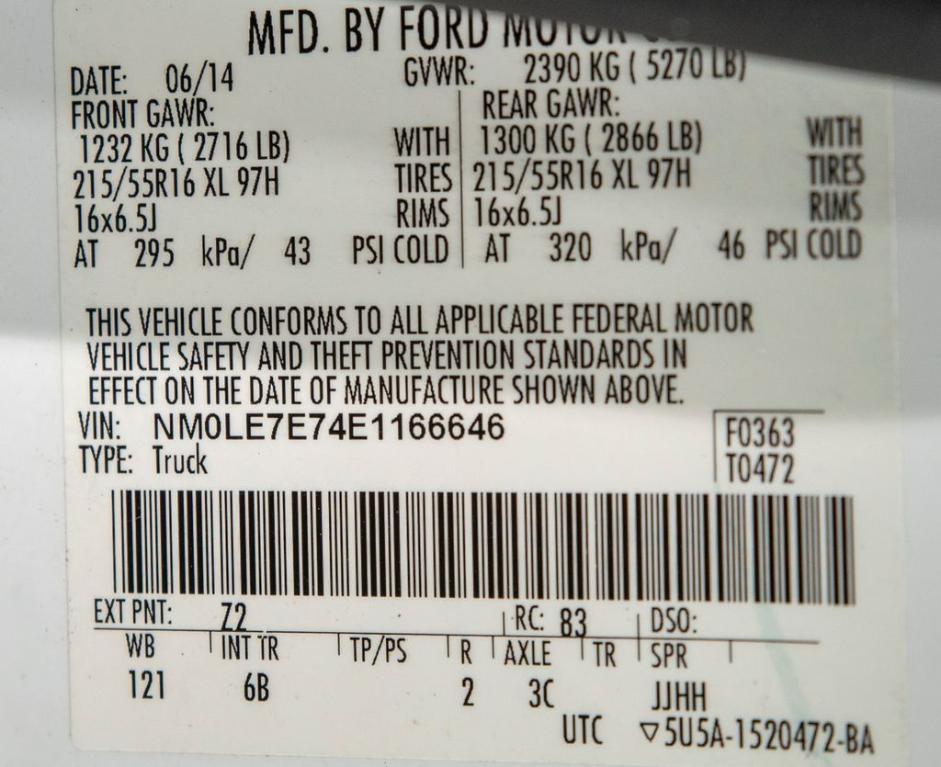 MFD. BY FORD MOTOR
DATE: 06/14 GVWR: 2390 KG ( 5270 LB)
FRONT GAWR: REAR GAWR:
1232 KG ( 2716 LB) WITH 1300 KG ( 2866 LB) WITH
215/55R16 XL 97H TIRES 215/55R16 XL 97H TIRES
16x6.5J RIMS 16x6.5J RIMS
AT 295 kPa/ 43 PSI COLD AT 320 kPa/ 46 PSI COLD
THIS VEHICLE CONFORMS TO ALL APPLICABLE FEDERAL MOTOR
VEHICLE SAFETY AND THEFT PREVENTION STANDARDS IN
EFFECT ON THE DATE OF MANUFACTURE SHOWN ABOVE.
VIN: NM0LE7E74E1166646 F0363
TYPE: Truck T0472
EXT PNT: Z2 RC: 83 DSO:
WB INT TR TP/PS R AXLE TR SPR
121 6B 2 3C JJHH
UTC ▽5U5A-1520472-BA